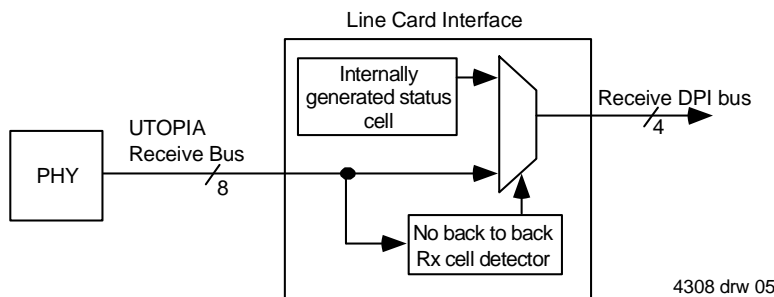 Line Card Interface
Internally
generated status
cell
Receive DPI bus
4
UTOPIA
Receive Bus
8
PHY
No back to back
Rx cell detector
4308 drw 05